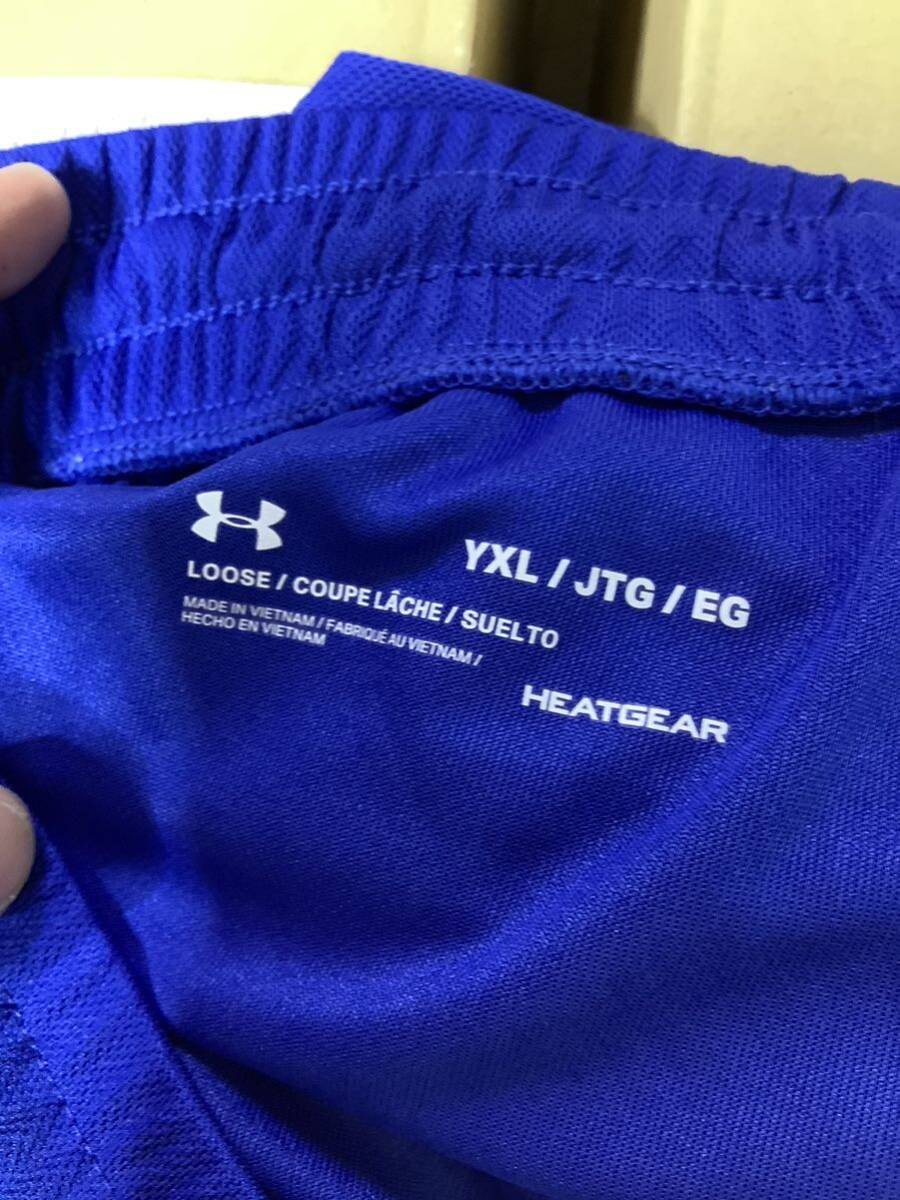 YXL / JTG / EG
LOOSE / COUPE LÂCHE / SUELTO
MADE IN VIETNAM / FABRIQUÉ AU VIETNAM /
HECHO EN VIETNAM
HEATGEAR